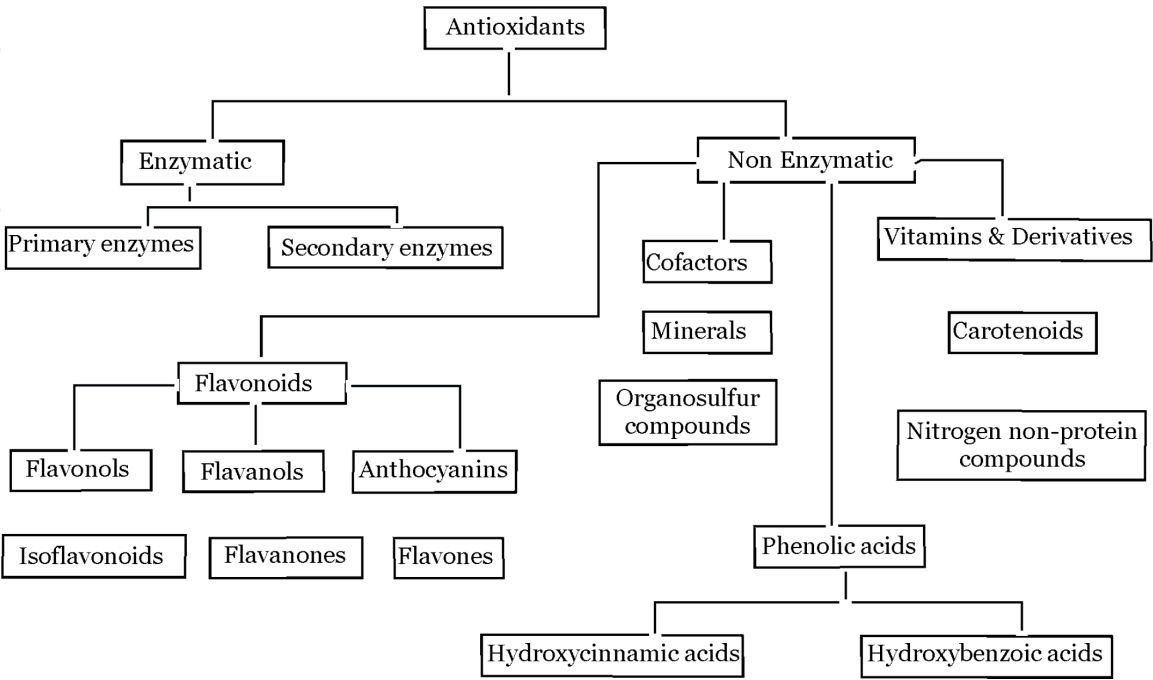 Antioxidants
Enzymatic
Non Enzymatic
Primary enzymes
Secondary enzymes
Cofactors
Vitamins & Derivatives
Minerals
Carotenoids
Flavonoids
Organosulfur
compounds
Nitrogen non-protein
compounds
Flavonols
Flavanols
Anthocyanins
Isoflavonoids
Flavanones
Flavones
Phenolic acids
Hydroxycinnamic acids
Hydroxybenzoic acids